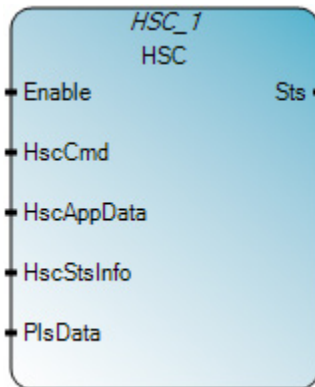 HSC_1
HSC
Enable Sts
HscCmd
HscAppData
HscStsInfo
PlsData